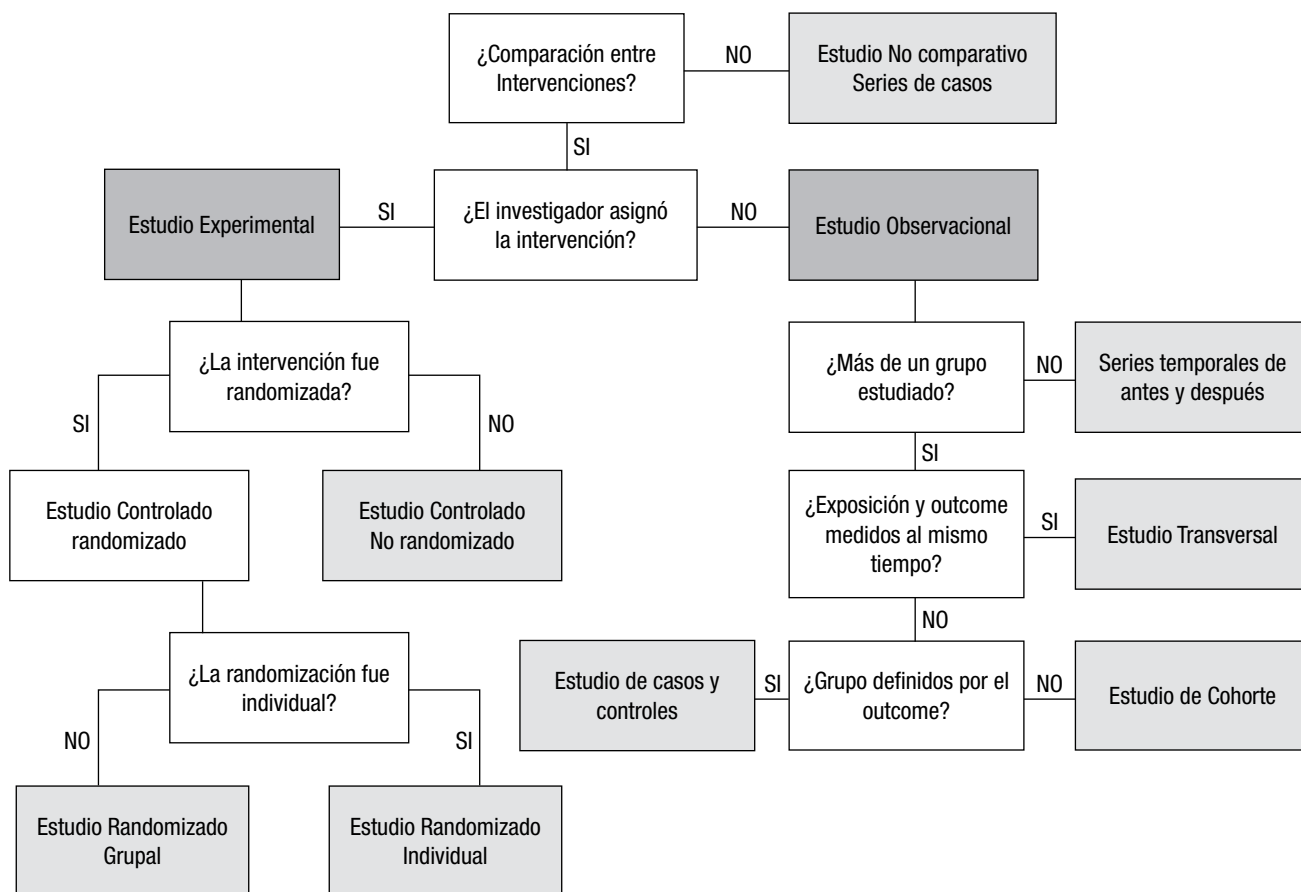 ¿Comparación entre
Intervenciones?
NO
Estudio No comparativo
Series de casos
SI
Estudio Experimental
SI
¿El investigador asignó
la intervención?
NO
Estudio Observacional
¿La intervención fue
randomizada?
¿Más de un grupo
estudiado?
NO
Series temporales de
antes y después
SI
NO
SI
Estudio Controlado
randomizado
Estudio Controlado
No randomizado
¿Exposición y outcome
medidos al mismo
tiempo?
SI
Estudio Transversal
NO
¿La randomización fue
individual?
Estudio de casos y
controles
SI
¿Grupo definidos por el
outcome?
NO
Estudio de Cohorte
NO
SI
Estudio Randomizado
Grupal
Estudio Randomizado
Individual